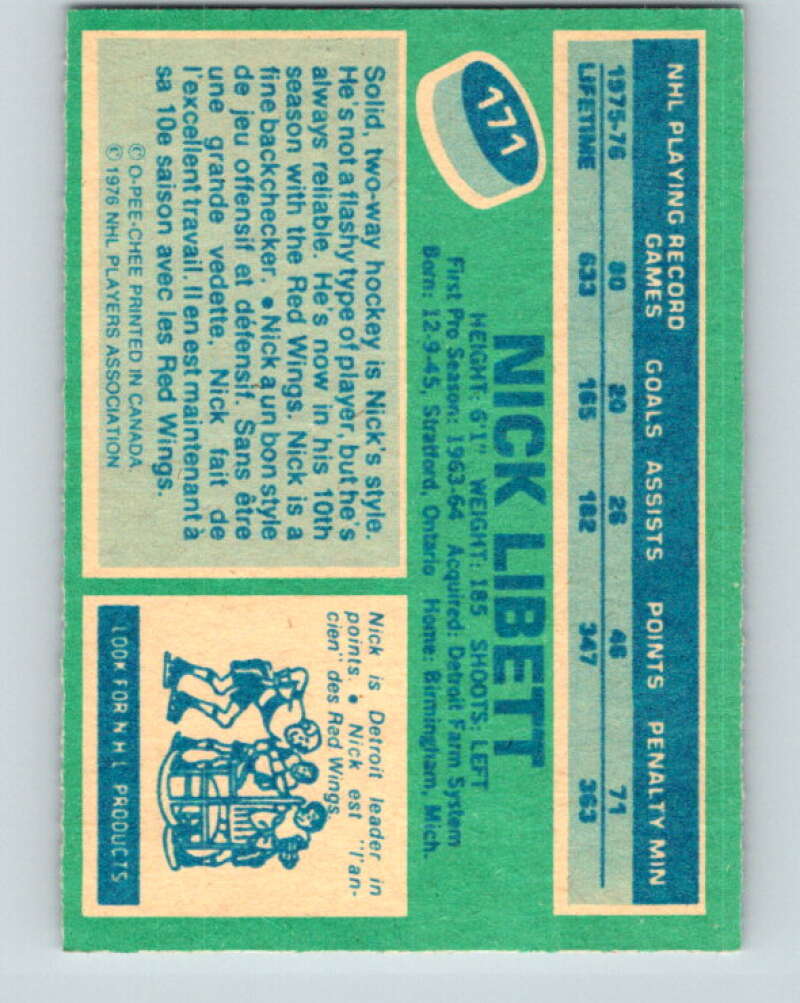 171
NICK LIBETT
HEIGHT: 6'1" WEIGHT: 185 SHOOTS: LEFT
First Pro Season: 1963-64 Acquired: Detroit Farm System
Born: 12-9-45, Stratford, Ontario Home: Birmingham, Mich.
NHL PLAYING RECORD
GAMES GOALS ASSISTS POINTS PENALTY MIN
1975-76 80 20 26 46 71
LIFETIME 633 165 182 347 363
Solid, two-way hockey is Nick's style.
He's not a flashy type of player, but he's
always reliable. He's now in his 10th
season with the Red Wings. Nick is a
fine backchecker. • Nick a un bon style
de jeu offensif et défensif. Sans être
une grande vedette, Nick fait de
l'excellent travail. Il en est maintenant à
sa 10e saison avec les Red Wings.
© O-PEE-CHEE PRINTED IN CANADA
© 1976 NHL PLAYERS ASSOCIATION
Nick is Detroit leader in
points. • Nick est "l'an-
cien" des Red Wings.
LOOK FOR NHL PRODUCTS